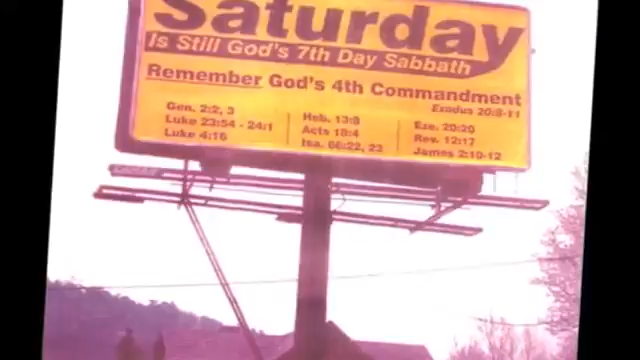 Saturday
Is Still God's 7th Day Sabbath
Remember God's 4th Commandment
Exodus 20:8-11
Gen. 2:2, 3
Luke 23:54 - 24:1
Luke 4:16
Heb. 13:8
Acts 18:4
Isa. 66:22, 23
Eze. 20:20
Rev. 12:17
James 2:10-12